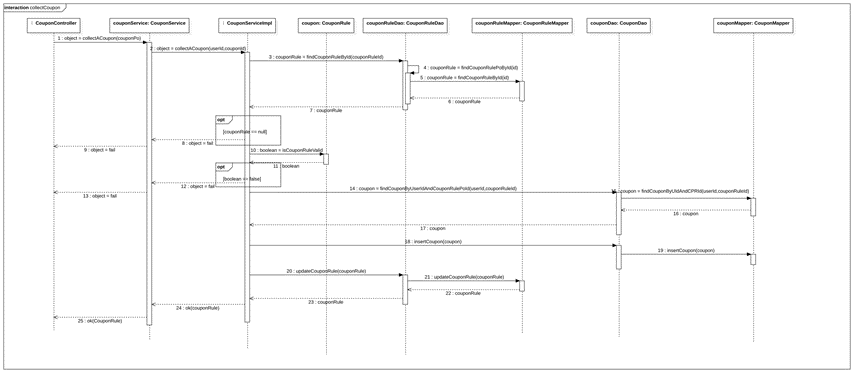 interaction collectCoupon
: CouponController
couponService: CouponService
: CouponServiceImpl
coupon: CouponRule
couponRuleDao: CouponRuleDao
couponRuleMapper: CouponRuleMapper
couponDao: CouponDao
couponMapper: CouponMapper
1 : object = collectACoupon(couponPo)
2 : object = collectACoupon(userId,couponId)
3 : couponRule = findCouponRuleById(couponRuleId)
4 : couponRule = findCouponRulePoById(id)
5 : couponRule = findCouponRuleById(id)
6 : couponRule
7 : couponRule
opt
[couponRule == null]
8 : object = fail
9 : object = fail
10 : boolean = isCouponRuleValid
11 : boolean
opt
[boolean == false]
12 : object = fail
13 : object = fail
14 : coupon = findCouponByUserIdAndCouponRulePoId(userId,couponRuleId)
15 : coupon = findCouponByUIdAndCPRId(userId,couponRuleId)
16 : coupon
17 : coupon
18 : insertCoupon(coupon)
19 : insertCoupon(coupon)
20 : updateCouponRule(couponRule)
21 : updateCouponRule(couponRule)
22 : couponRule
23 : couponRule
24 : ok(couponRule)
25 : ok(CouponRule)